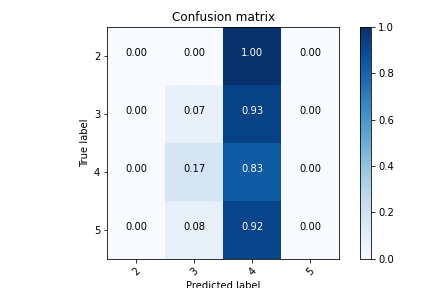 Confusion matrix
1.0
2 0.00 0.00 1.00 0.00
0.8
3 0.00 0.07 0.93 0.00
0.6
True label
0.4
4 0.00 0.17 0.83 0.00
0.2
5 0.00 0.08 0.92 0.00
0.0
2 3 4 5
Predicted label